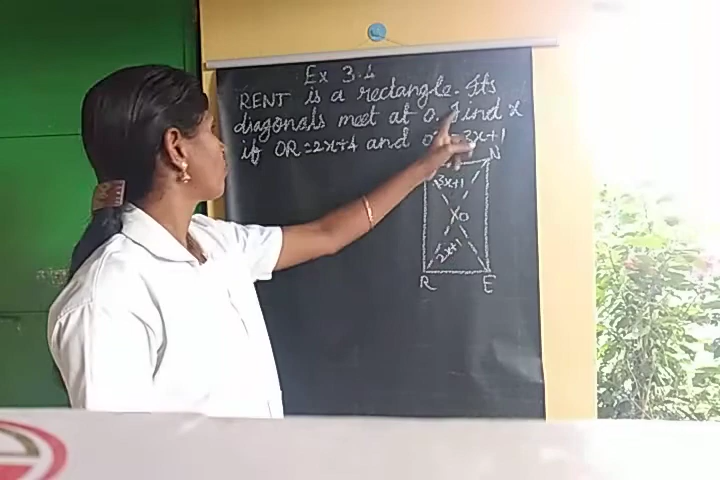 Ex 3.4
RENT is a rectangle. Its
diagonals meet at O. Find x
if OR=2x+4 and O =3x+1
N
3x+1
O
2x+1
R E